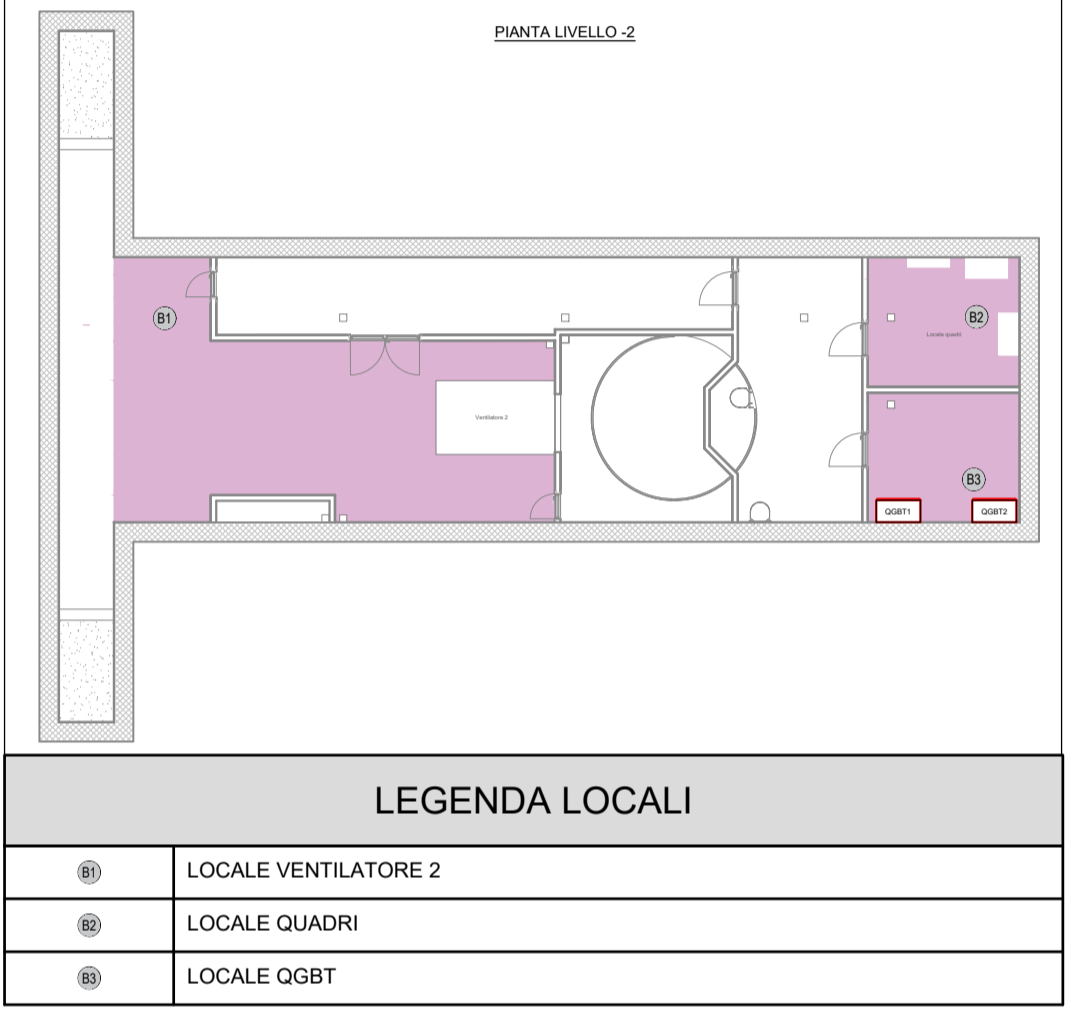 PIANTA LIVELLO -2
B1
B2
Locale quadri
Ventilatore 2
B3
QGBT1
QGBT2
LEGENDA LOCALI
B1 LOCALE VENTILATORE 2
B2 LOCALE QUADRI
B3 LOCALE QGBT